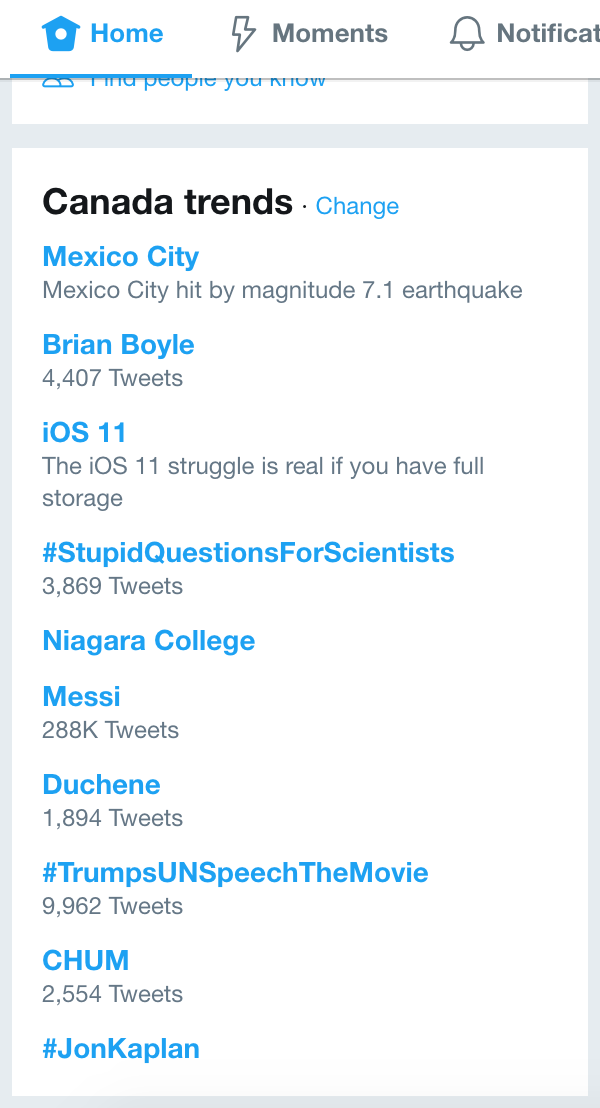 Home Moments Notificat
Find people you know
Canada trends · Change
Mexico City
Mexico City hit by magnitude 7.1 earthquake
Brian Boyle
4,407 Tweets
iOS 11
The iOS 11 struggle is real if you have full
storage
#StupidQuestionsForScientists
3,869 Tweets
Niagara College
Messi
288K Tweets
Duchene
1,894 Tweets
#TrumpsUNSpeechTheMovie
9,962 Tweets
CHUM
2,554 Tweets
#JonKaplan